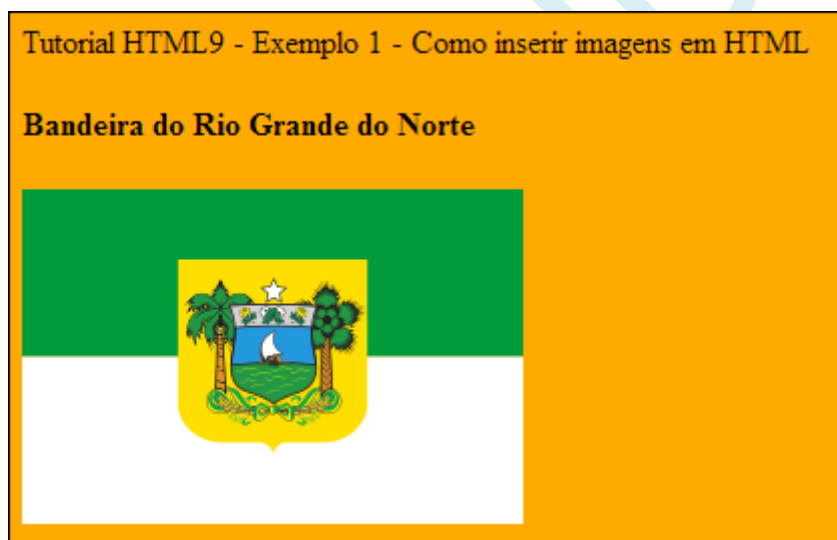 Tutorial HTML9 - Exemplo 1 - Como inserir imagens em HTML
Bandeira do Rio Grande do Norte